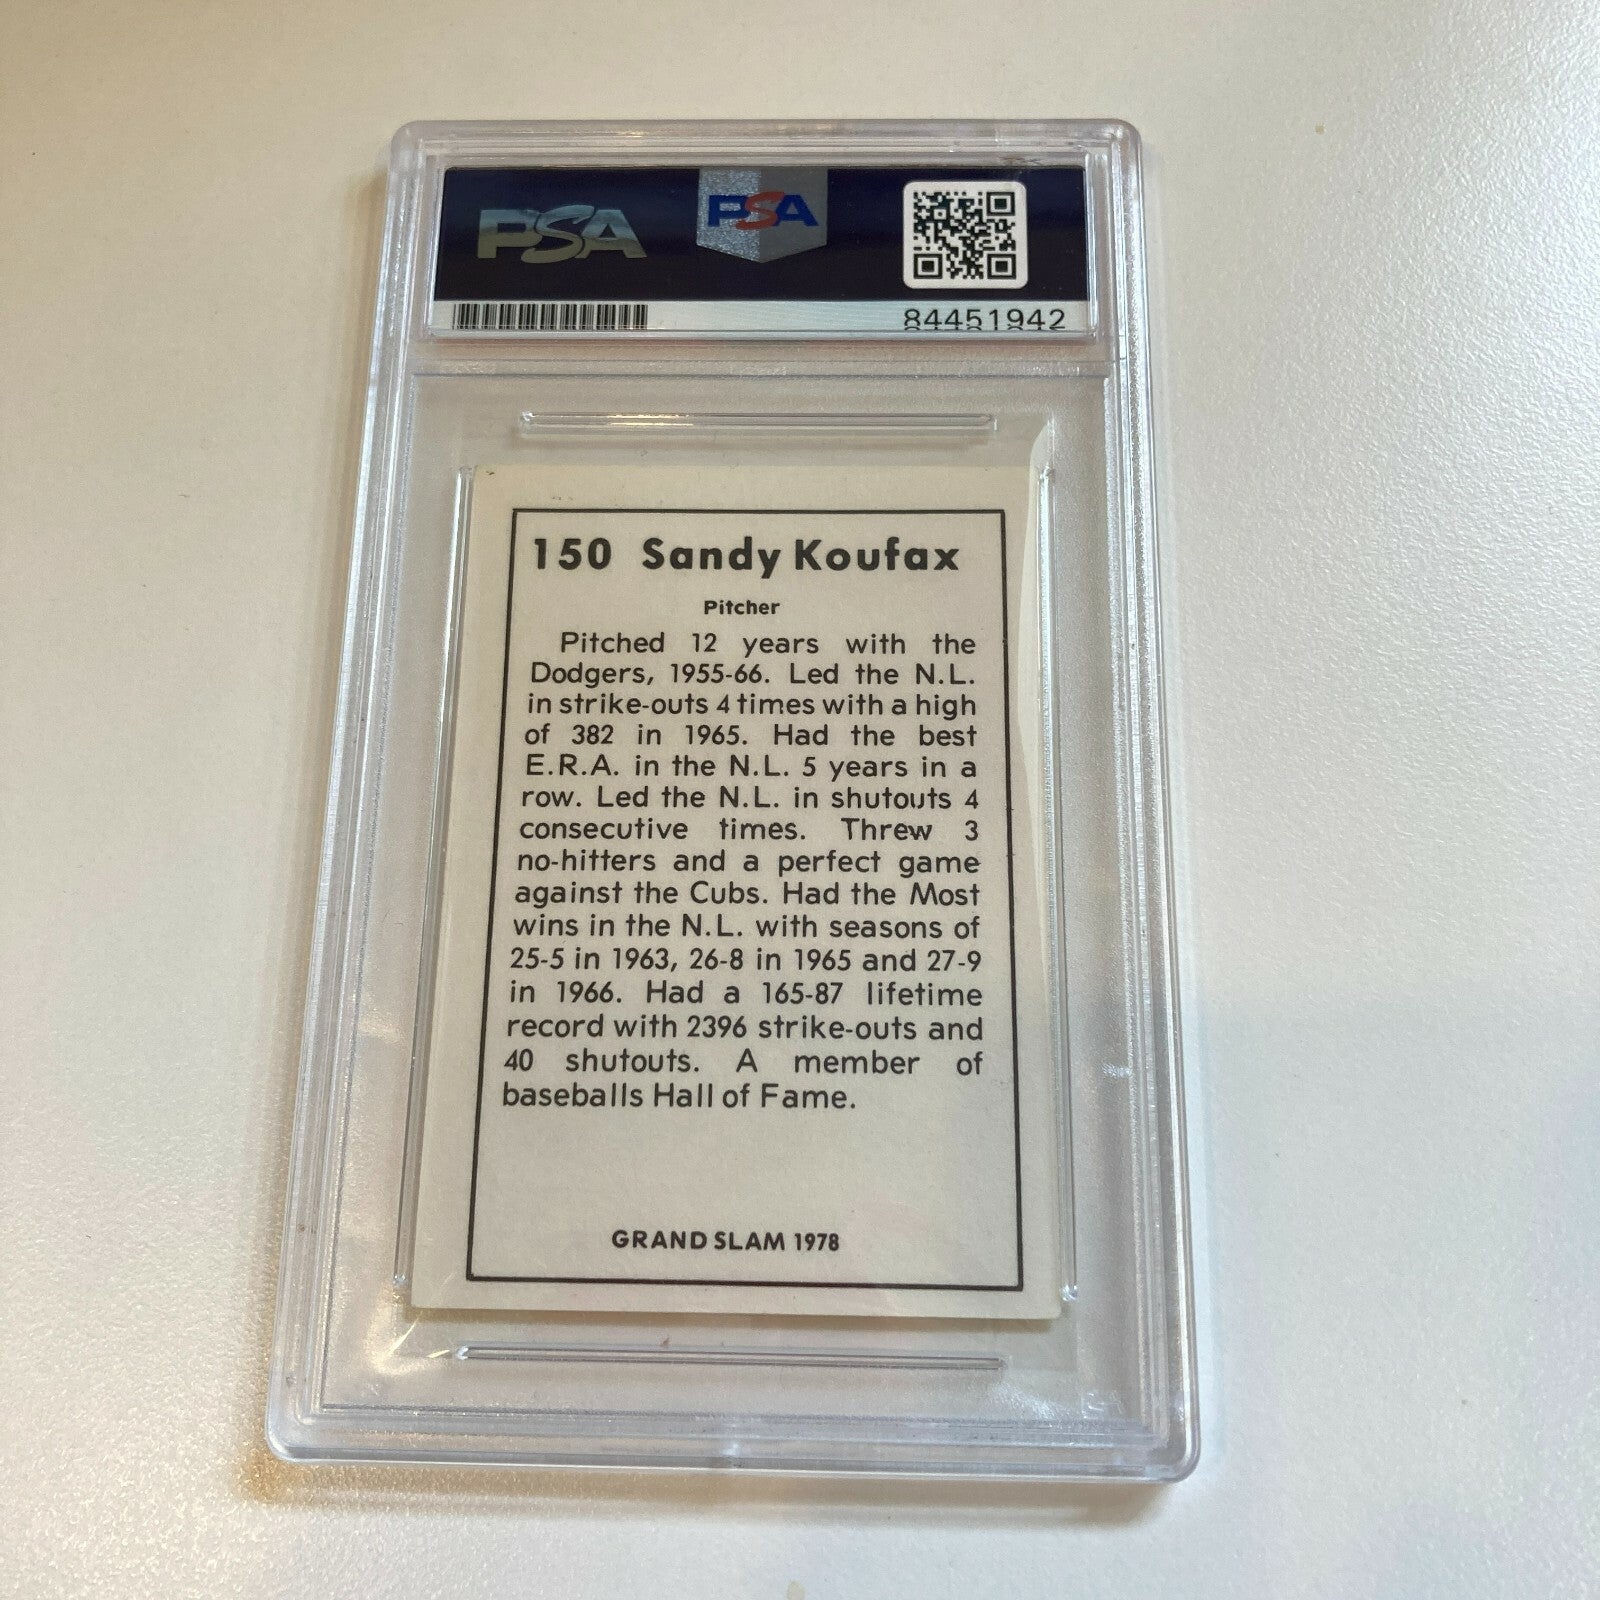 PSA
PSA
84451942
150 Sandy Koufax
Pitcher
Pitched 12 years with the
Dodgers, 1955-66. Led the N.L.
in strike-outs 4 times with a high
of 382 in 1965. Had the best
E.R.A. in the N.L. 5 years in a
row. Led the N.L. in shutouts 4
consecutive times. Threw 3
no-hitters and a perfect game
against the Cubs. Had the Most
wins in the N.L. with seasons of
25-5 in 1963, 26-8 in 1965 and 27-9
in 1966. Had a 165-87 lifetime
record with 2396 strike-outs and
40 shutouts. A member of
baseballs Hall of Fame.
GRAND SLAM 1978